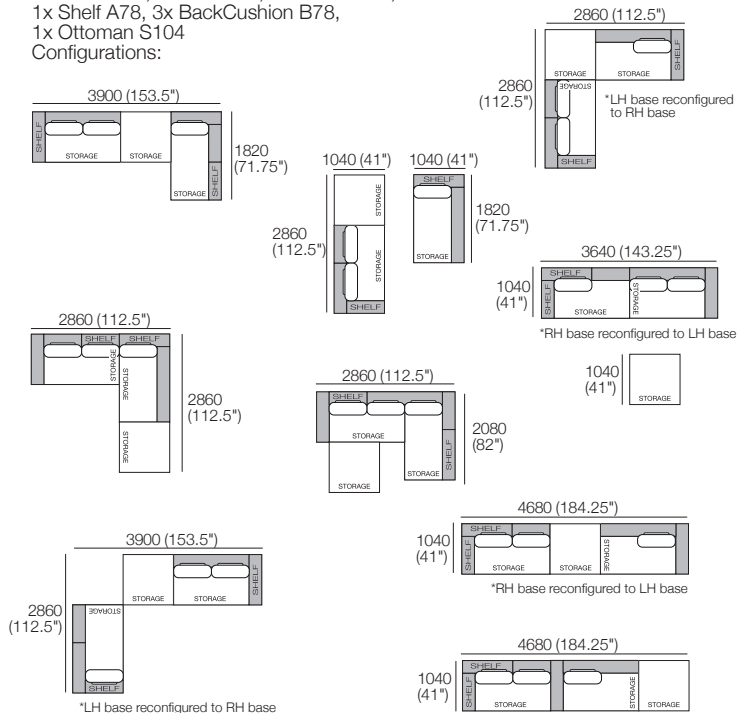 1x Shelf A78, 3x BackCushion B78,
1x Ottoman S104
Configurations:
3900 (153.5")
SHELF
STORAGE
STORAGE
STORAGE
SHELF
1820
(71.75")
2860 (112.5")
2860
(112.5")
STORAGE
STORAGE
SHELF
STORAGE
SHELF
*LH base reconfigured
to RH base
1040 (41")
2860
(112.5")
STORAGE
STORAGE
SHELF
1040 (41")
SHELF
STORAGE
1820
(71.75")
3640 (143.25")
1040
(41")
SHELF
SHELF
STORAGE
STORAGE
*RH base reconfigured to LH base
1040
(41")
STORAGE
2860 (112.5")
SHELF
SHELF
STORAGE
STORAGE
2860
(112.5")
2860 (112.5")
SHELF
STORAGE
STORAGE
STORAGE
SHELF
2080
(82")
4680 (184.25")
1040
(41")
SHELF
SHELF
STORAGE
STORAGE
STORAGE
*RH base reconfigured to LH base
3900 (153.5")
2860
(112.5")
STORAGE
STORAGE
STORAGE
SHELF
SHELF
*LH base reconfigured to RH base
4680 (184.25")
1040
(41")
SHELF
SHELF
STORAGE
STORAGE
STORAGE